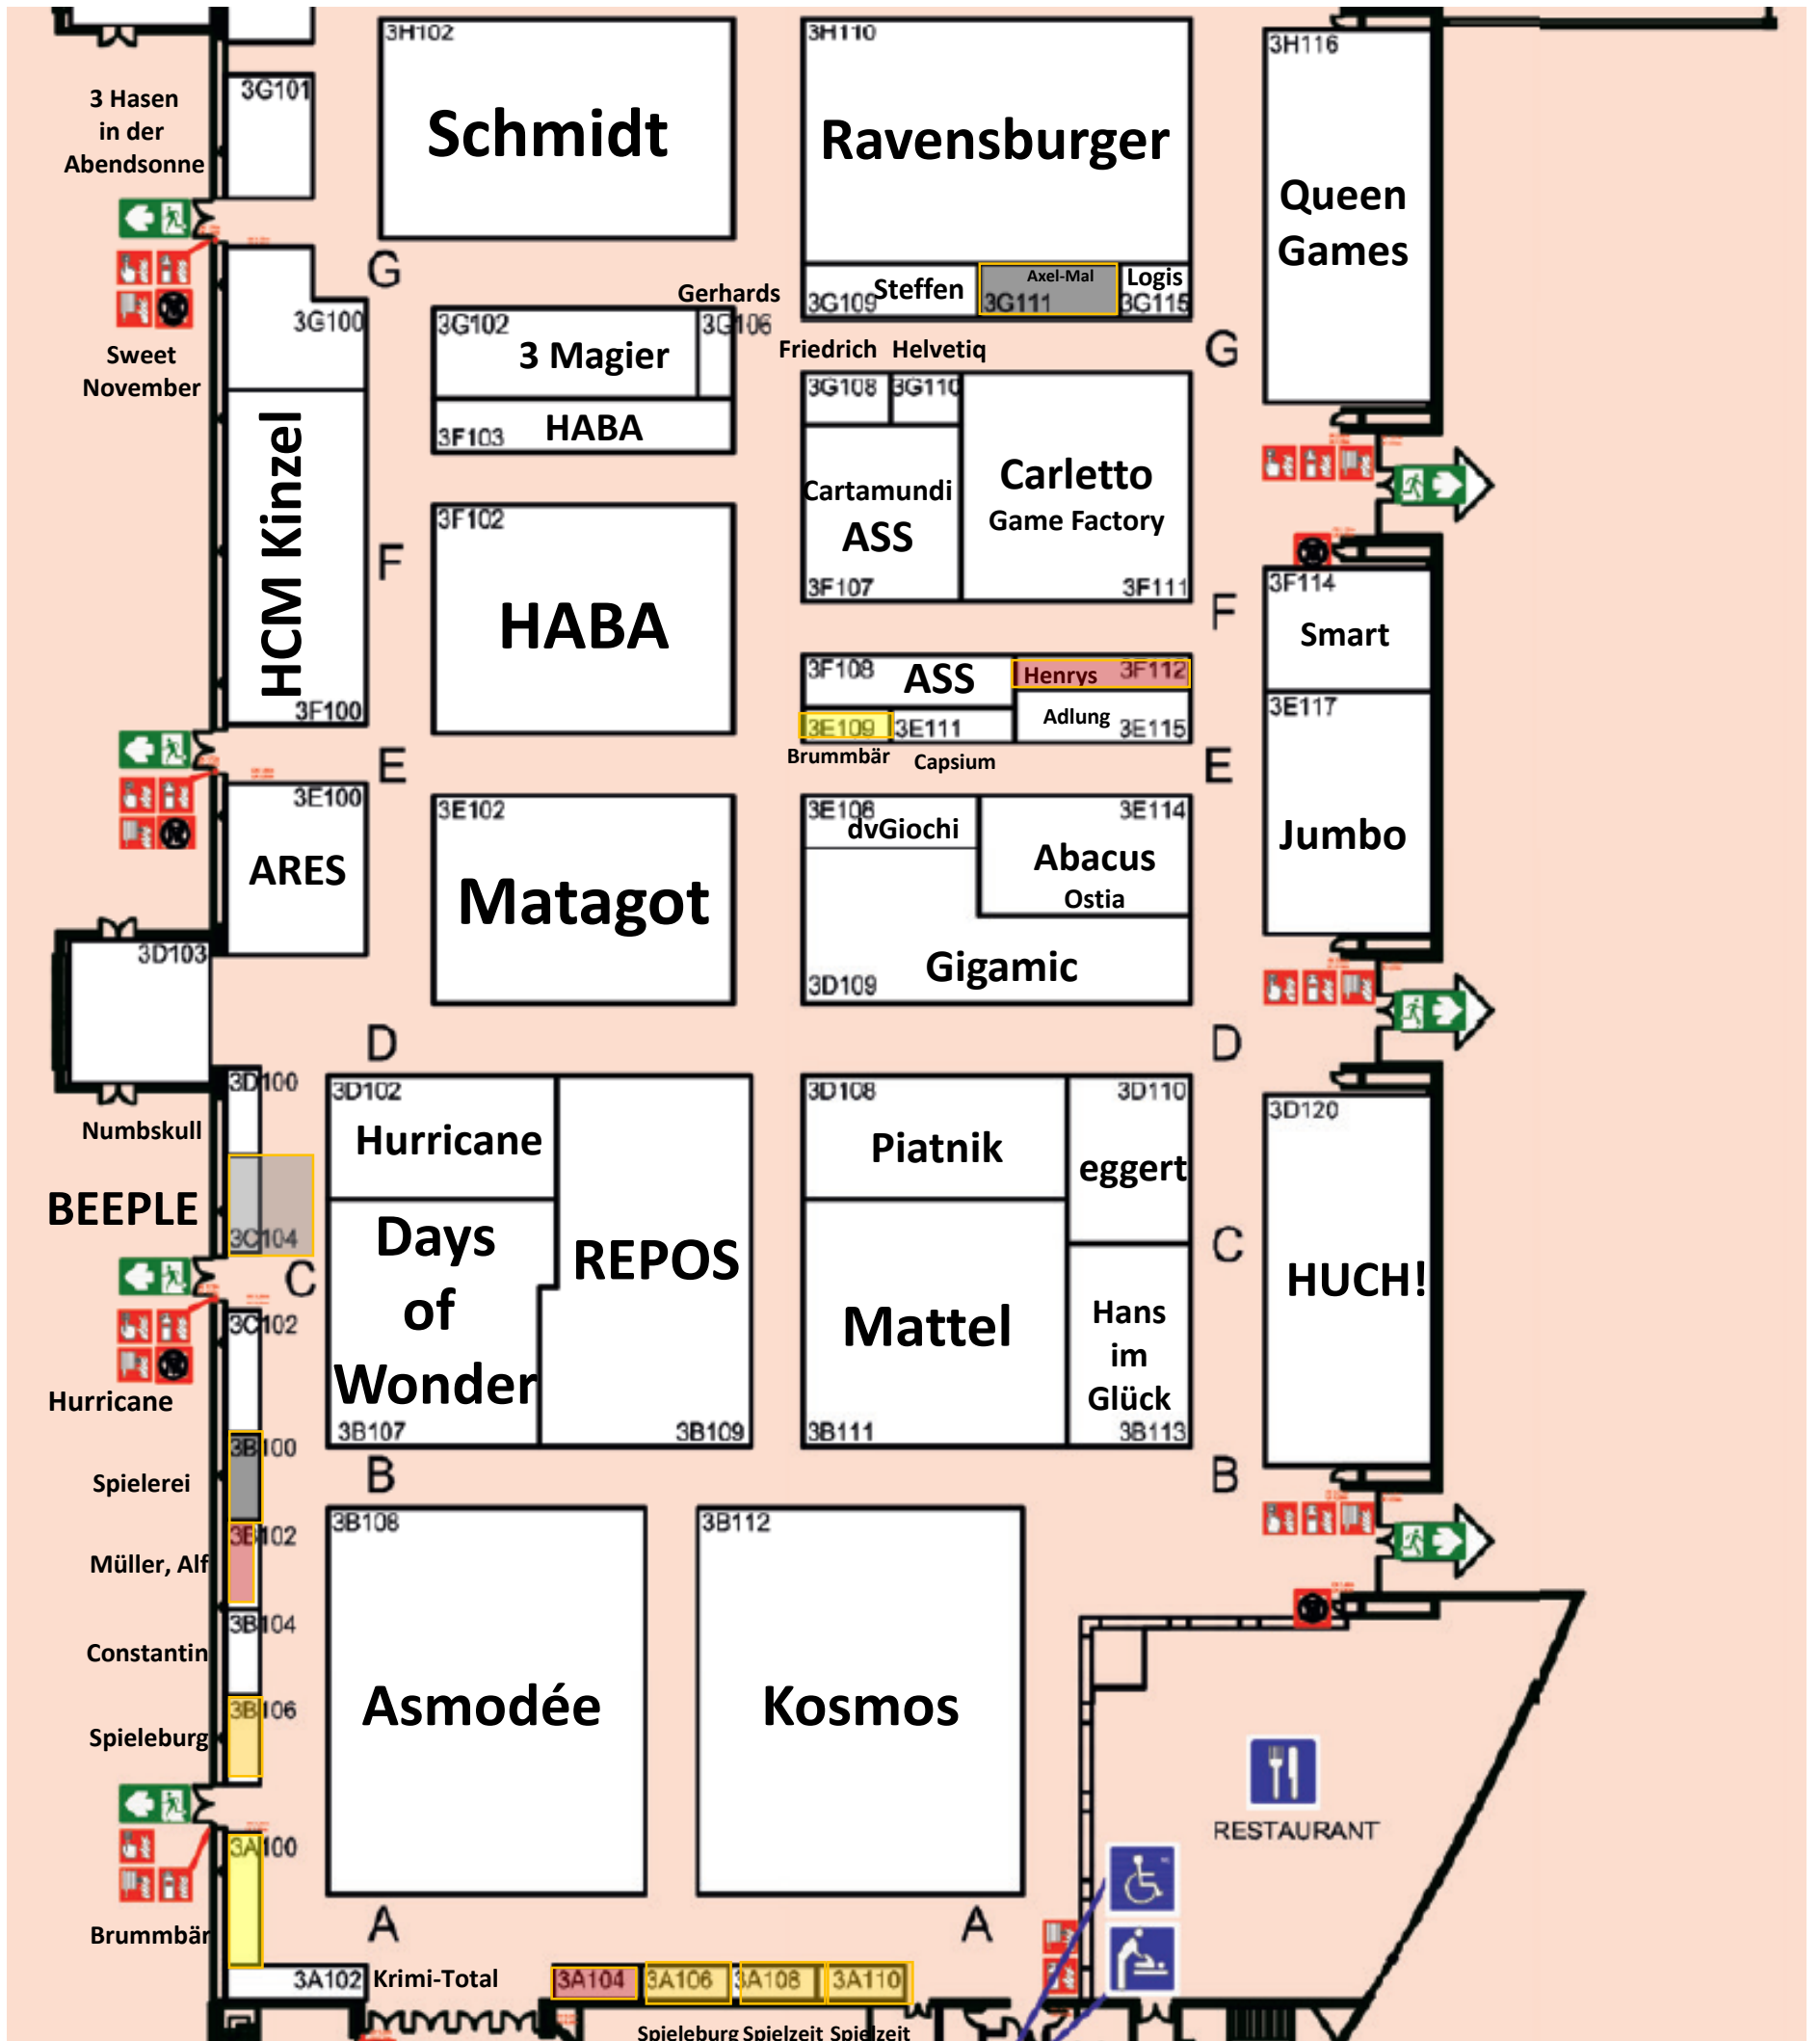 3H102
Schmidt
3H110
Ravensburger
3H116
Queen
Games
3G101
3 Hasen
in der
Abendsonne
G
3G109
Steffen
Axel-Mal
3G111
Logis
3G115
G
Sweet
November
3G100
Gerhards
3G102
3G106
3 Magier
3F103
HABA
Friedrich
Helvetiq
3G108
3G110
Cartamundi
ASS
3F107
Carletto
Game Factory
3F111
HCM Kinzel
3F100
F
3F102
HABA
F
3F114
Smart
3F108
ASS
Henrys
3F112
3E109
3E111
Adlung
3E115
Brummbär
Capsium
3E117
Jumbo
E
E
3E100
ARES
3E102
Matagot
3E106
dvGiochi
3E114
Abacus
Ostia
Gigamic
3D109
3D103
D
D
3D100
Numbskull
BEEPLE
3C104
C
3D102
Hurricane
Days
of
Wonder
3B107
REPOS
3B109
3D108
Piatnik
3D110
eggert
Mattel
3B111
Hans
im
Glück
3B113
C
3D120
HUCH!
3C102
Hurricane
3B100
Spielerei
B
B
3B102
Müller, Alf
3B104
Constantin
3B106
Spieleburg
3B108
Asmodée
3B112
Kosmos
RESTAURANT
3A100
Brummbär
A
A
3A102
Krimi-Total
3A104
3A106
3A108
3A110
Spieleburg
Spielzeit
Spielzeit